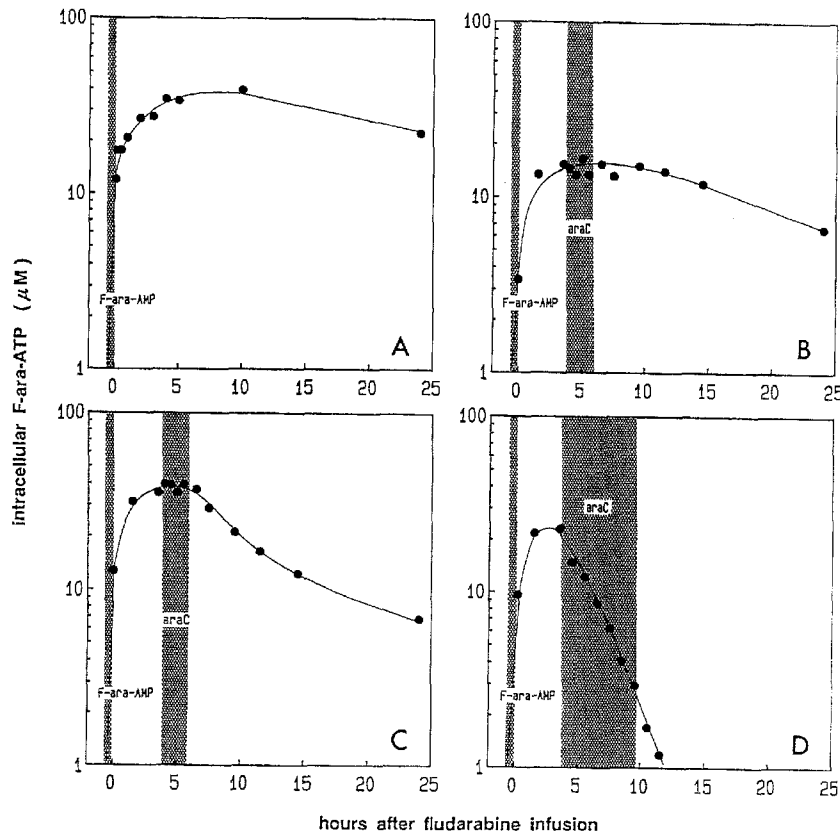 intracellular F-ara-ATP (µM)
100
10
1
F-ara-AMP
A
0 5 10 15 20 25
100
10
1
F-ara-AMP
araC
B
0 5 10 15 20 25
100
10
1
F-ara-AMP
araC
C
0 5 10 15 20 25
100
10
1
F-ara-AMP
araC
D
0 5 10 15 20 25
hours after fludarabine infusion